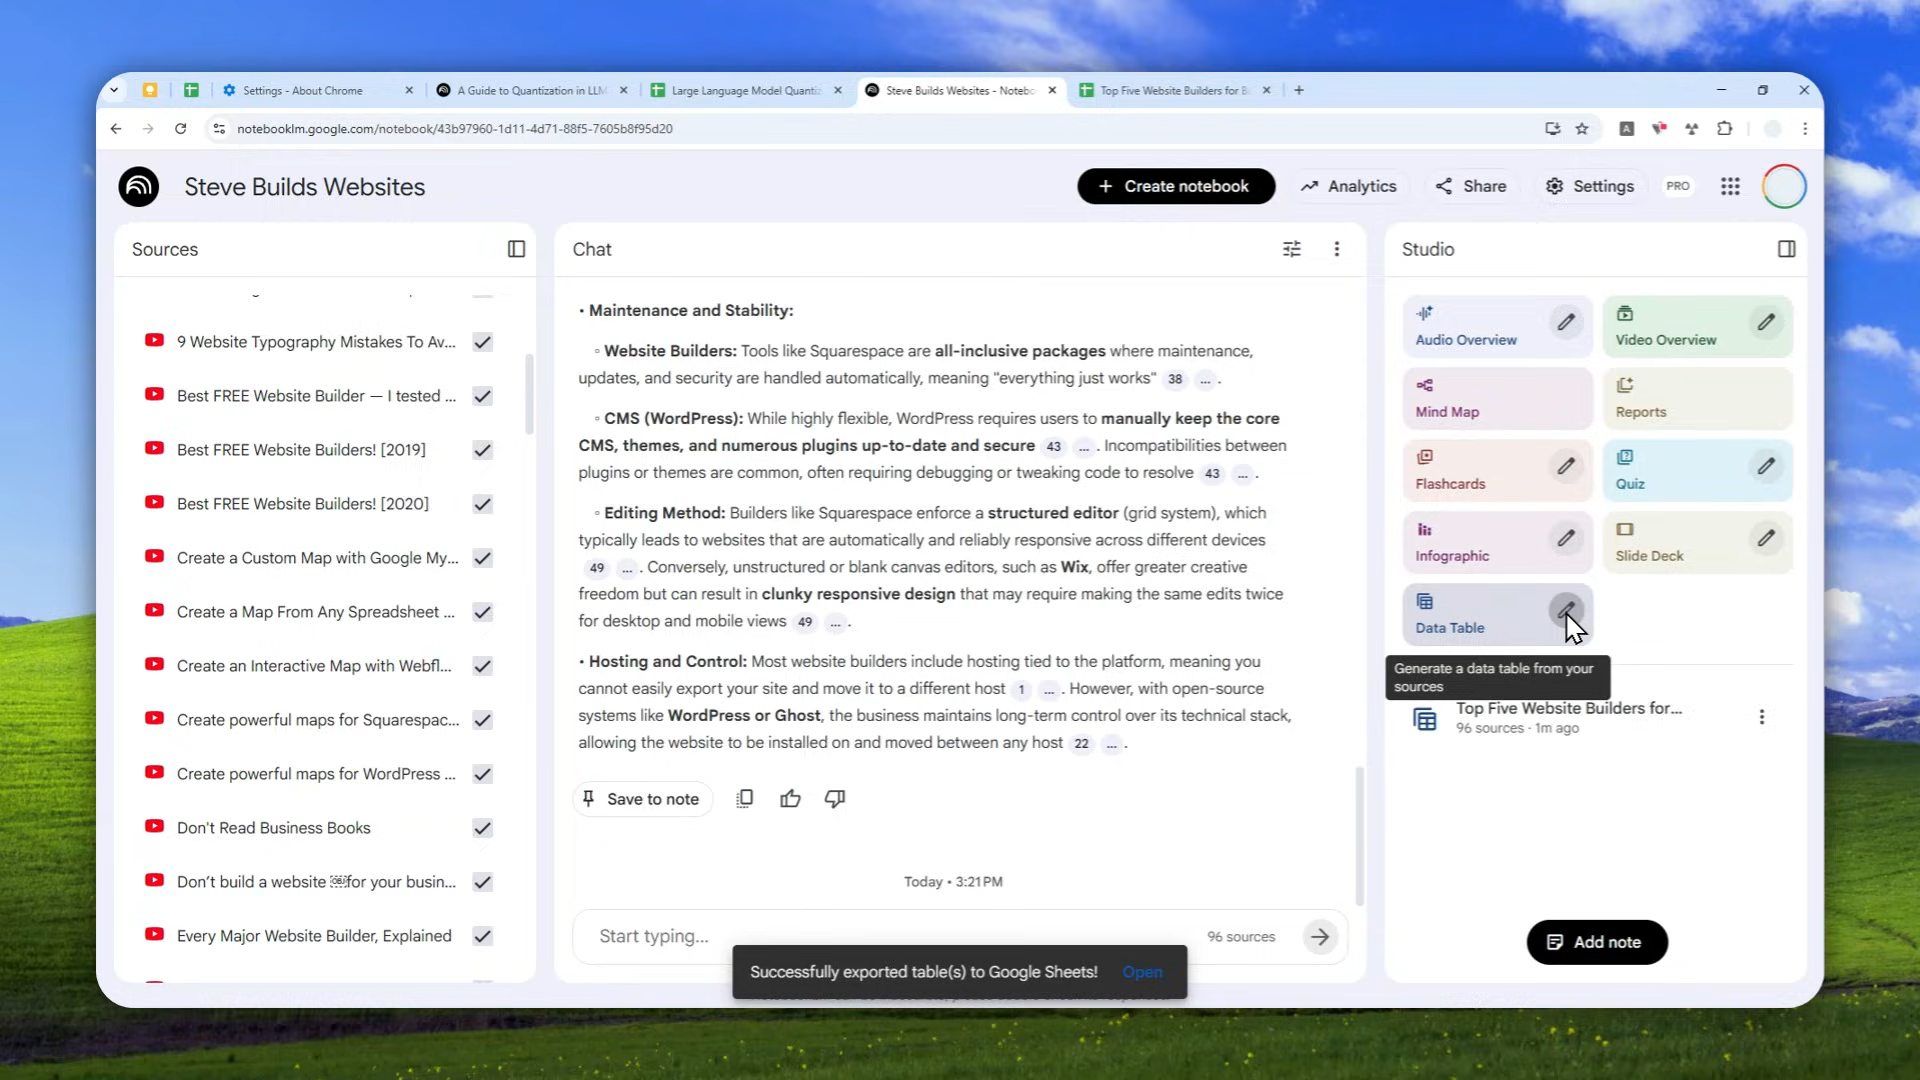 Settings - About Chrome
A Guide to Quantization in LLM
Large Language Model Quantiz
Steve Builds Websites - Notebo
Top Five Website Builders for B
notebooklm.google.com/notebook/43b97960-1d11-4d71-88f5-7605b8f95d20
Steve Builds Websites
Create notebook
Analytics
Share
Settings
PRO
Sources
9 Website Typography Mistakes To Av...
Best FREE Website Builder — I tested ...
Best FREE Website Builders! [2019]
Best FREE Website Builders! [2020]
Create a Custom Map with Google My...
Create a Map From Any Spreadsheet ...
Create an Interactive Map with Webfl...
Create powerful maps for Squarespac...
Create powerful maps for WordPress ...
Don't Read Business Books
Don’t build a website ￼for your busin...
Every Major Website Builder, Explained
Chat
• Maintenance and Stability:
◦ Website Builders: Tools like Squarespace are all-inclusive packages where maintenance,
updates, and security are handled automatically, meaning "everything just works" 38 ... .
◦ CMS (WordPress): While highly flexible, WordPress requires users to manually keep the core
CMS, themes, and numerous plugins up-to-date and secure 43 ... . Incompatibilities between
plugins or themes are common, often requiring debugging or tweaking code to resolve 43 ... .
◦ Editing Method: Builders like Squarespace enforce a structured editor (grid system), which
typically leads to websites that are automatically and reliably responsive across different devices
49 ... . Conversely, unstructured or blank canvas editors, such as Wix, offer greater creative
freedom but can result in clunky responsive design that may require making the same edits twice
for desktop and mobile views 49 ... .
• Hosting and Control: Most website builders include hosting tied to the platform, meaning you
cannot easily export your site and move it to a different host 1 ... . However, with open-source
systems like WordPress or Ghost, the business maintains long-term control over its technical stack,
allowing the website to be installed on and moved between any host 22 ... .
Save to note
Today • 3:21 PM
Start typing...
96 sources
Successfully exported table(s) to Google Sheets! Open
Studio
Audio Overview
Video Overview
Mind Map
Reports
Flashcards
Quiz
Infographic
Slide Deck
Data Table
Generate a data table from your
sources
Top Five Website Builders for...
96 sources · 1m ago
Add note